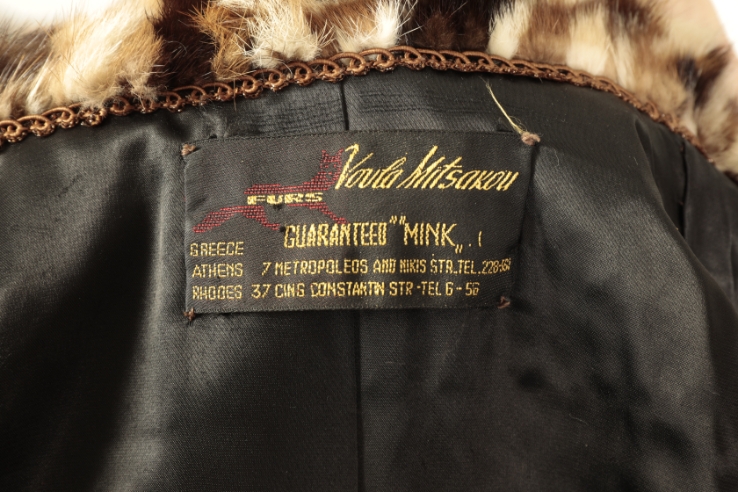 Voula Mitsakou
FURS
GUARANTEED "MINK"
GREECE
ATHENS 7 METROPOLEOS AND NIKIS STR. TEL. 228-
RHODES 37 CING CONSTANTIN STR - TEL 6-56